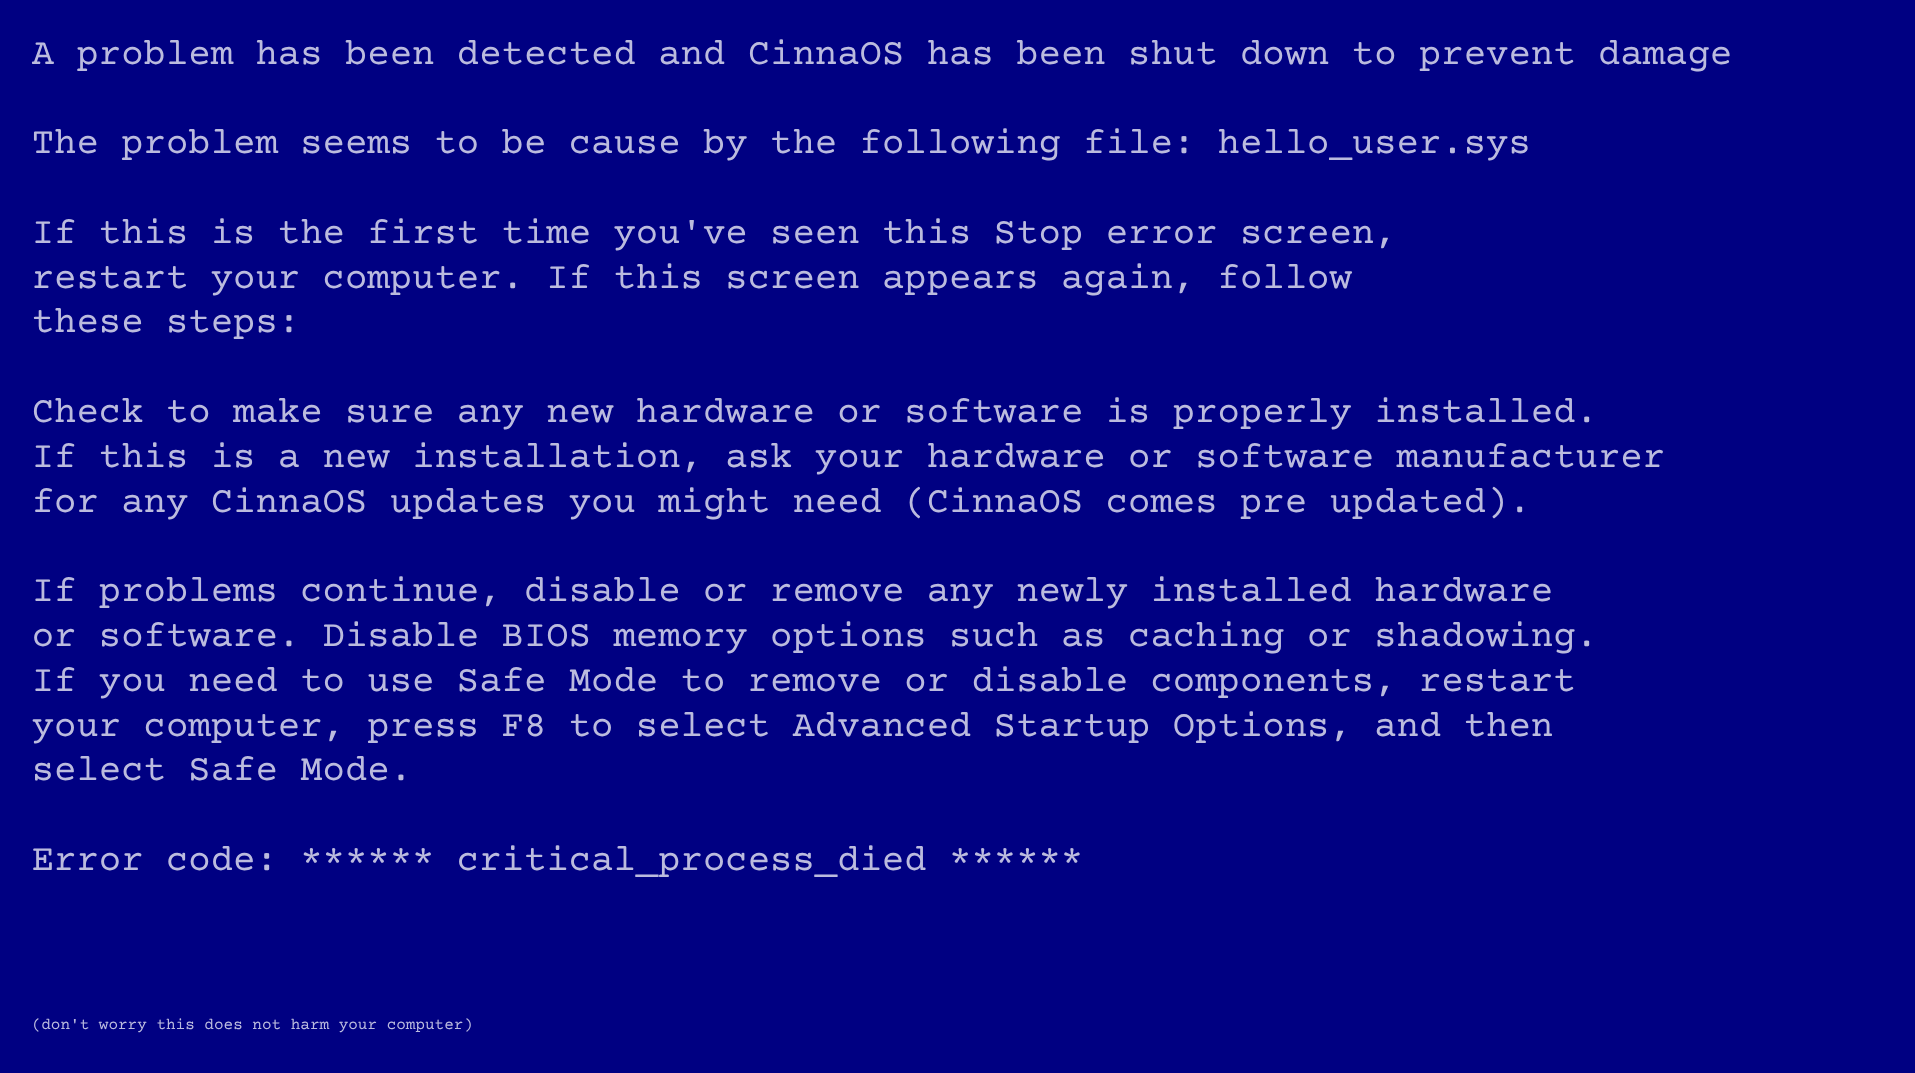 A problem has been detected and CinnaOS has been shut down to prevent damage
The problem seems to be cause by the following file: hello_user.sys
If this is the first time you've seen this Stop error screen,
restart your computer. If this screen appears again, follow
these steps:
Check to make sure any new hardware or software is properly installed.
If this is a new installation, ask your hardware or software manufacturer
for any CinnaOS updates you might need (CinnaOS comes pre updated).
If problems continue, disable or remove any newly installed hardware
or software. Disable BIOS memory options such as caching or shadowing.
If you need to use Safe Mode to remove or disable components, restart
your computer, press F8 to select Advanced Startup Options, and then
select Safe Mode.
Error code: ****** critical_process_died ******
(don't worry this does not harm your computer)